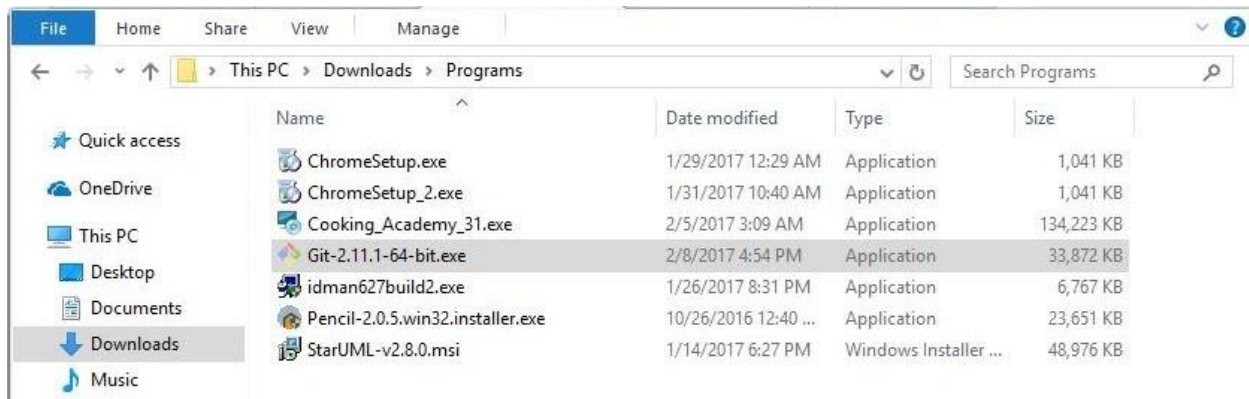 File Home Share View Manage
This PC > Downloads > Programs Search Programs
Name Date modified Type Size
Quick access
OneDrive
This PC
Desktop
Documents
Downloads
Music
ChromeSetup.exe 1/29/2017 12:29 AM Application 1,041 KB
ChromeSetup_2.exe 1/31/2017 10:40 AM Application 1,041 KB
Cooking_Academy_31.exe 2/5/2017 3:09 AM Application 134,223 KB
Git-2.11.1-64-bit.exe 2/8/2017 4:54 PM Application 33,872 KB
idman627build2.exe 1/26/2017 8:31 PM Application 6,767 KB
Pencil-2.0.5.win32.installer.exe 10/26/2016 12:40 ... Application 23,651 KB
StarUML-v2.8.0.msi 1/14/2017 6:27 PM Windows Installer ... 48,976 KB